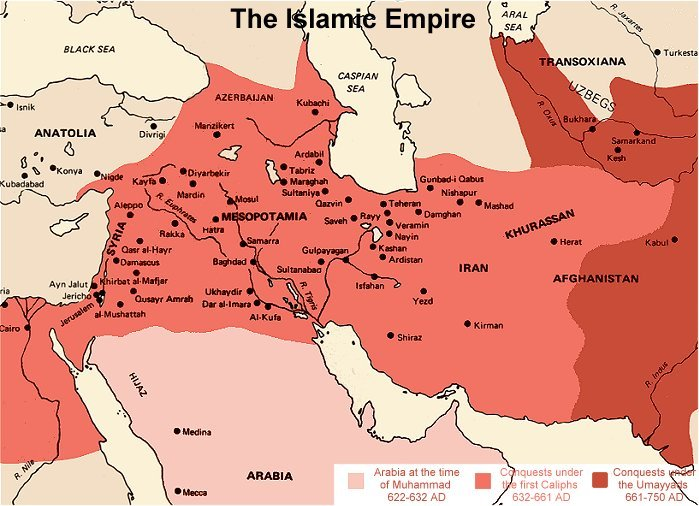 The Islamic Empire
BLACK SEA
CASPIAN
SEA
ARAL
SEA
R. Jaxartes
TRANSOXIANA
Turkesta
UZBEGS
R. Oxus
Bukhara
Samarkand
Kesh
Isnik
ANATOLIA
Divrigi
Konya
Nigde
Kubadabad
AZERBAIJAN
Kubachi
Manzikert
Ardabil
Tabriz
Maraghah
Sultaniya
Diyarbekir
Kayfa
Mardin
Mosul
Aleppo
R. Euphrates
MESOPOTAMIA
Hatra
Rakka
SYRIA
Qazvin
Saveh
Rayy
Teheran
Veramin
Nayin
Damghan
Gunbad-i Qabus
Nishapur
Mashad
KHURASSAN
Herat
Kabul
Samarra
Baghdad
Qasr al-Hayr
Damascus
Kashan
Ardistan
Gulpayagan
Sultanabad
Isfahan
IRAN
AFGHANISTAN
Ayn Jalut
Khirbat al-Mafjar
Jericho
Qusayr Amrah
Jerusalem
al-Mushattah
Ukhaydir
Dar al-Imara
Al-Kufa
R. Tigris
Yezd
Shiraz
Kirman
R. Indus
ria
Cairo
R. Nile
HIJAZ
Medina
Mecca
ARABIA
Arabia at the time
of Muhammad
622-632 AD
Conquests under
the first Caliphs
632-661 AD
Conquests under
the Umayyads
661-750 AD